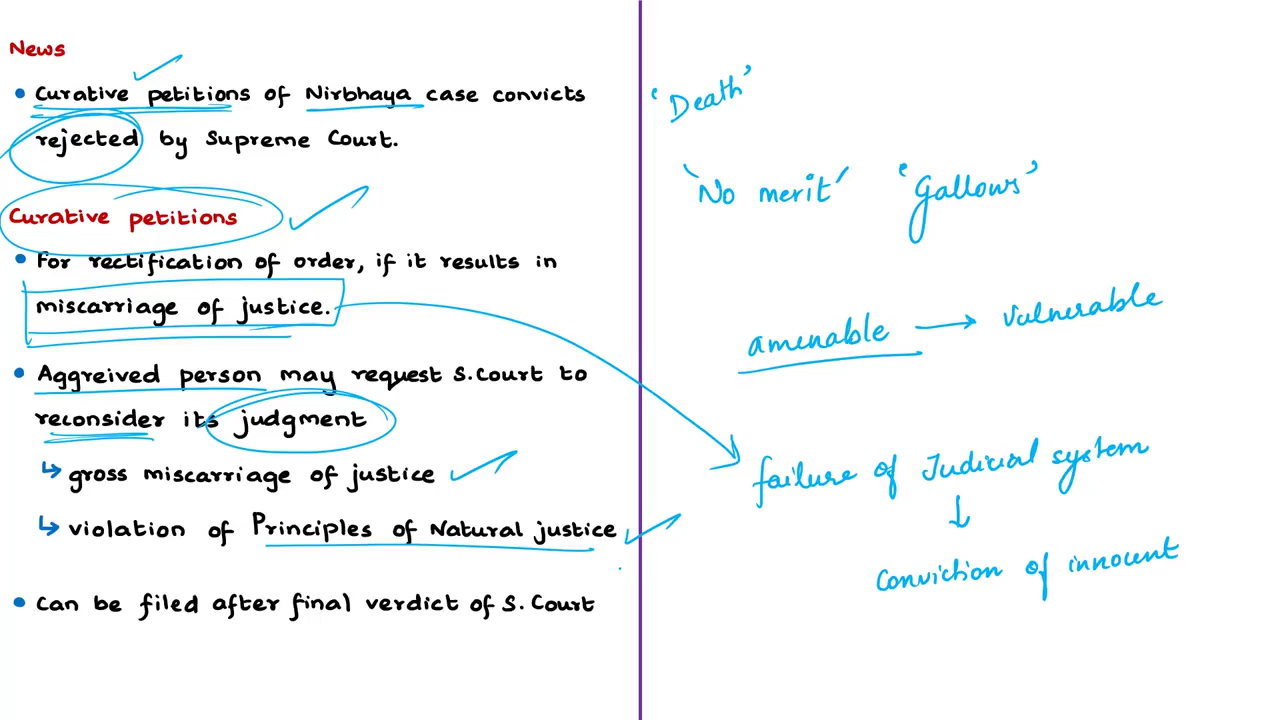 News
• Curative petitions of Nirbhaya case convicts
rejected by Supreme Court.
Curative petitions
• For rectification of order, if it results in
miscarriage of justice.
• Aggreived person may request S.Court to
reconsider its judgment
↳ gross miscarriage of justice
↳ violation of Principles of Natural justice
• Can be filed after final verdict of S. Court
'Death'
'No merit' 'Gallows'
amenable → vulnerable
failure of Judicial system
↓
Conviction of innocent